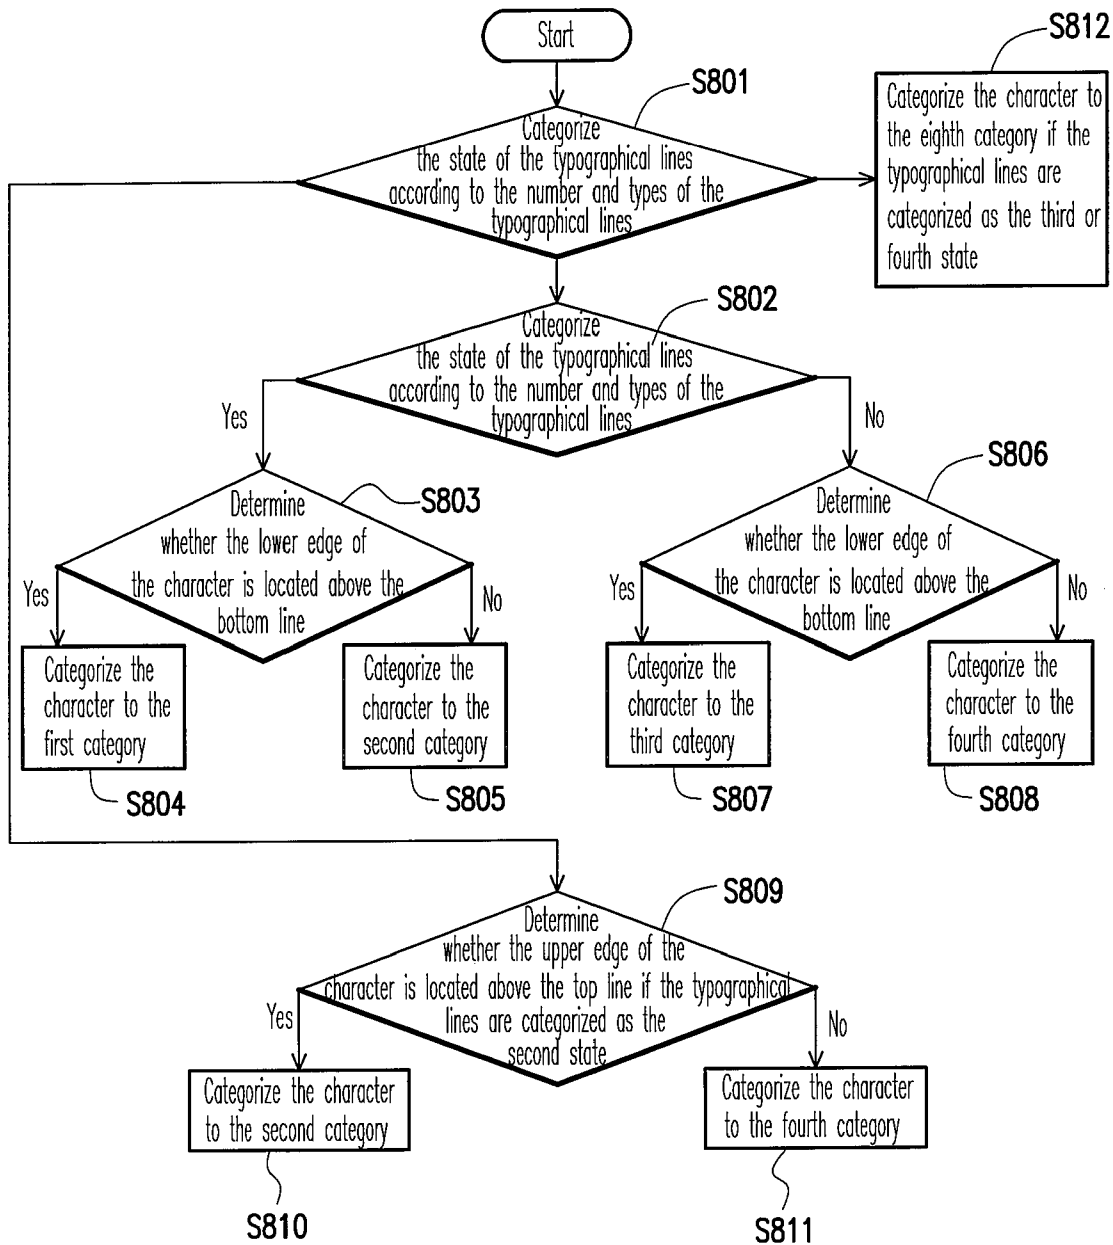 Start
S801
Categorize
the state of the typographical lines
according to the number and types of the
typographical lines
S812
Categorize the character to
the eighth category if the
typographical lines are
categorized as the third or
fourth state
S802
Categorize
the state of the typographical lines
according to the number and types of the
typographical lines
Yes
No
S803
Determine
whether the lower edge of
the character is located above the
bottom line
Yes
No
S806
Determine
whether the lower edge of
the character is located above the
bottom line
Yes
No
Categorize the
character to the
first category
S804
Categorize the
character to the
second category
S805
Categorize the
character to the
third category
S807
Categorize the
character to the
fourth category
S808
S809
Determine
whether the upper edge of the
character is located above the top line if the typographical
lines are categorized as the
second state
Yes
No
Categorize the character
to the second category
S810
Categorize the character
to the fourth category
S811